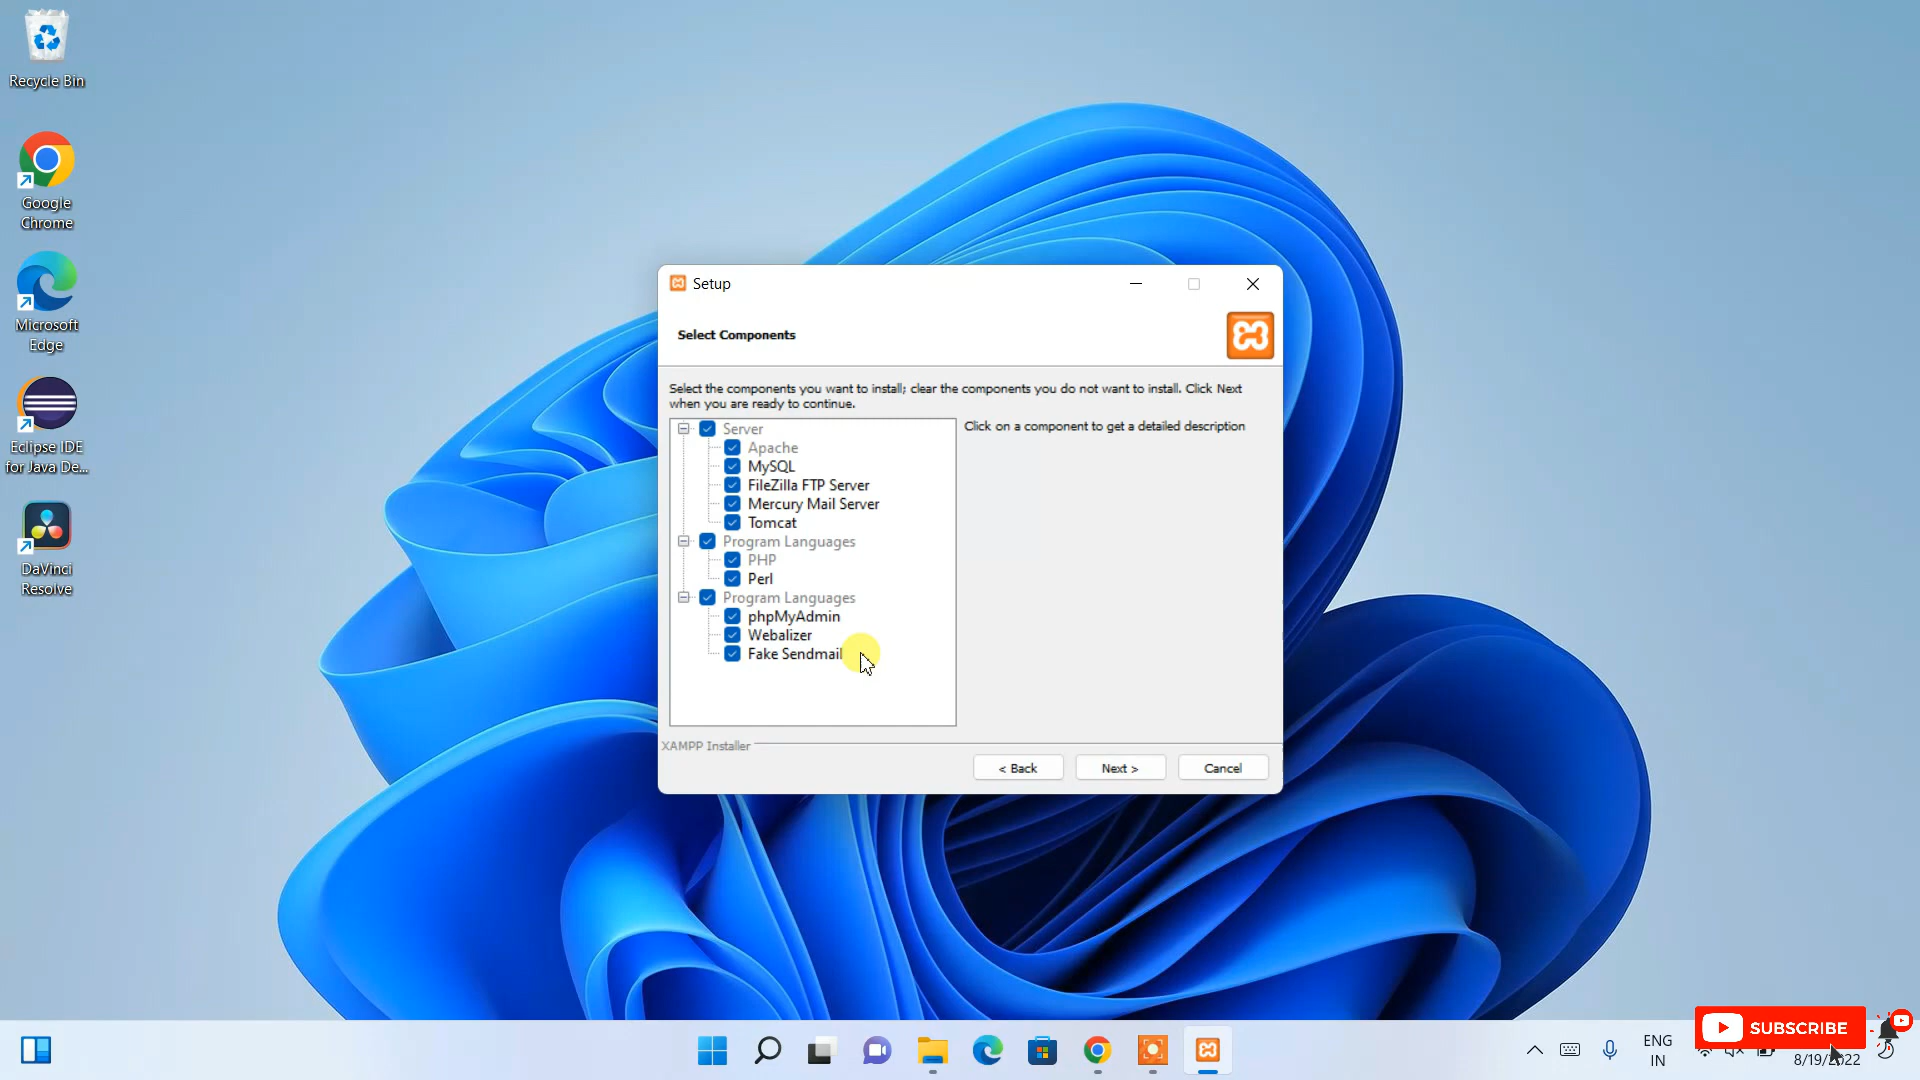 Recycle Bin
Google
Chrome
Microsoft
Edge
Eclipse IDE
for Java De...
DaVinci
Resolve
Setup
Select Components
Select the components you want to install; clear the components you do not want to install. Click Next
when you are ready to continue.
Server
Apache
MySQL
FileZilla FTP Server
Mercury Mail Server
Tomcat
Program Languages
PHP
Perl
Program Languages
phpMyAdmin
Webalizer
Fake Sendmail
Click on a component to get a detailed description
XAMPP Installer
< Back
Next >
Cancel
ENG
IN
SUBSCRIBE
8/19/2022